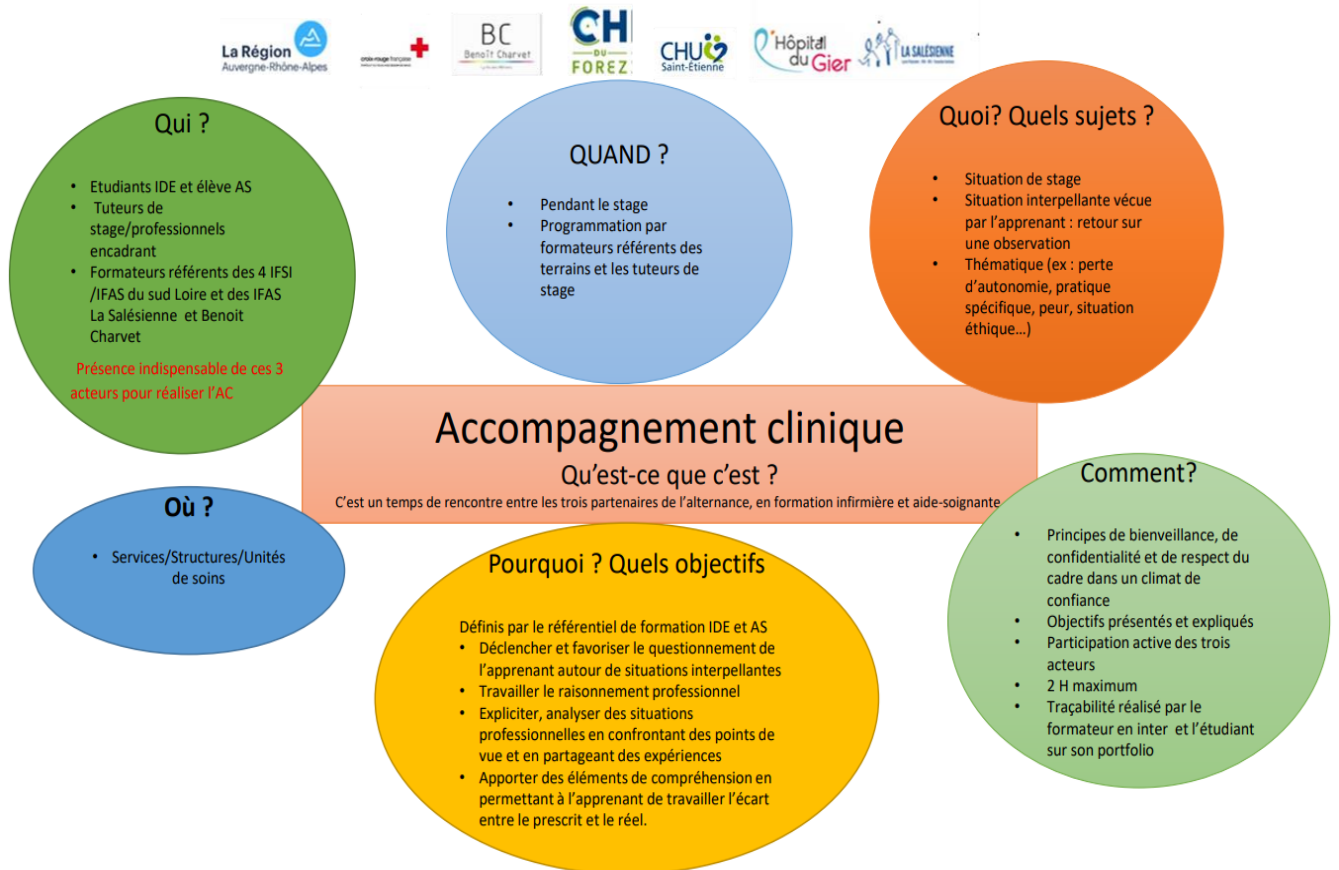 La Région
Auvergne-Rhône-Alpes
croix-rouge française
BC
Benoît Charvet
CH
DU
FOREZ
CHU
Saint-Étienne
Hôpital
du Gier
LA SALÉSIENNE
Qui ?
• Etudiants IDE et élève AS
• Tuteurs de
stage/professionnels
encadrant
• Formateurs référents des 4 IFSI
/IFAS du sud Loire et des IFAS
La Salésienne et Benoit
Charvet
Présence indispensable de ces 3
acteurs pour réaliser l'AC
QUAND ?
• Pendant le stage
• Programmation par
formateurs référents des
terrains et les tuteurs de
stage
Quoi? Quels sujets ?
• Situation de stage
• Situation interpellante vécue
par l'apprenant : retour sur
une observation
• Thématique (ex : perte
d'autonomie, pratique
spécifique, peur, situation
éthique...)
Accompagnement clinique
Qu'est-ce que c'est ?
C'est un temps de rencontre entre les trois partenaires de l'alternance, en formation infirmière et aide-soignante
Où ?
• Services/Structures/Unités
de soins
Pourquoi ? Quels objectifs
Définis par le référentiel de formation IDE et AS
• Déclencher et favoriser le questionnement de
l'apprenant autour de situations interpellantes
• Travailler le raisonnement professionnel
• Expliciter, analyser des situations
professionnelles en confrontant des points de
vue et en partageant des expériences
• Apporter des éléments de compréhension en
permettant à l'apprenant de travailler l'écart
entre le prescrit et le réel.
Comment?
• Principes de bienveillance, de
confidentialité et de respect du
cadre dans un climat de
confiance
• Objectifs présentés et expliqués
• Participation active des trois
acteurs
• 2 H maximum
• Traçabilité réalisé par le
formateur en inter et l'étudiant
sur son portfolio